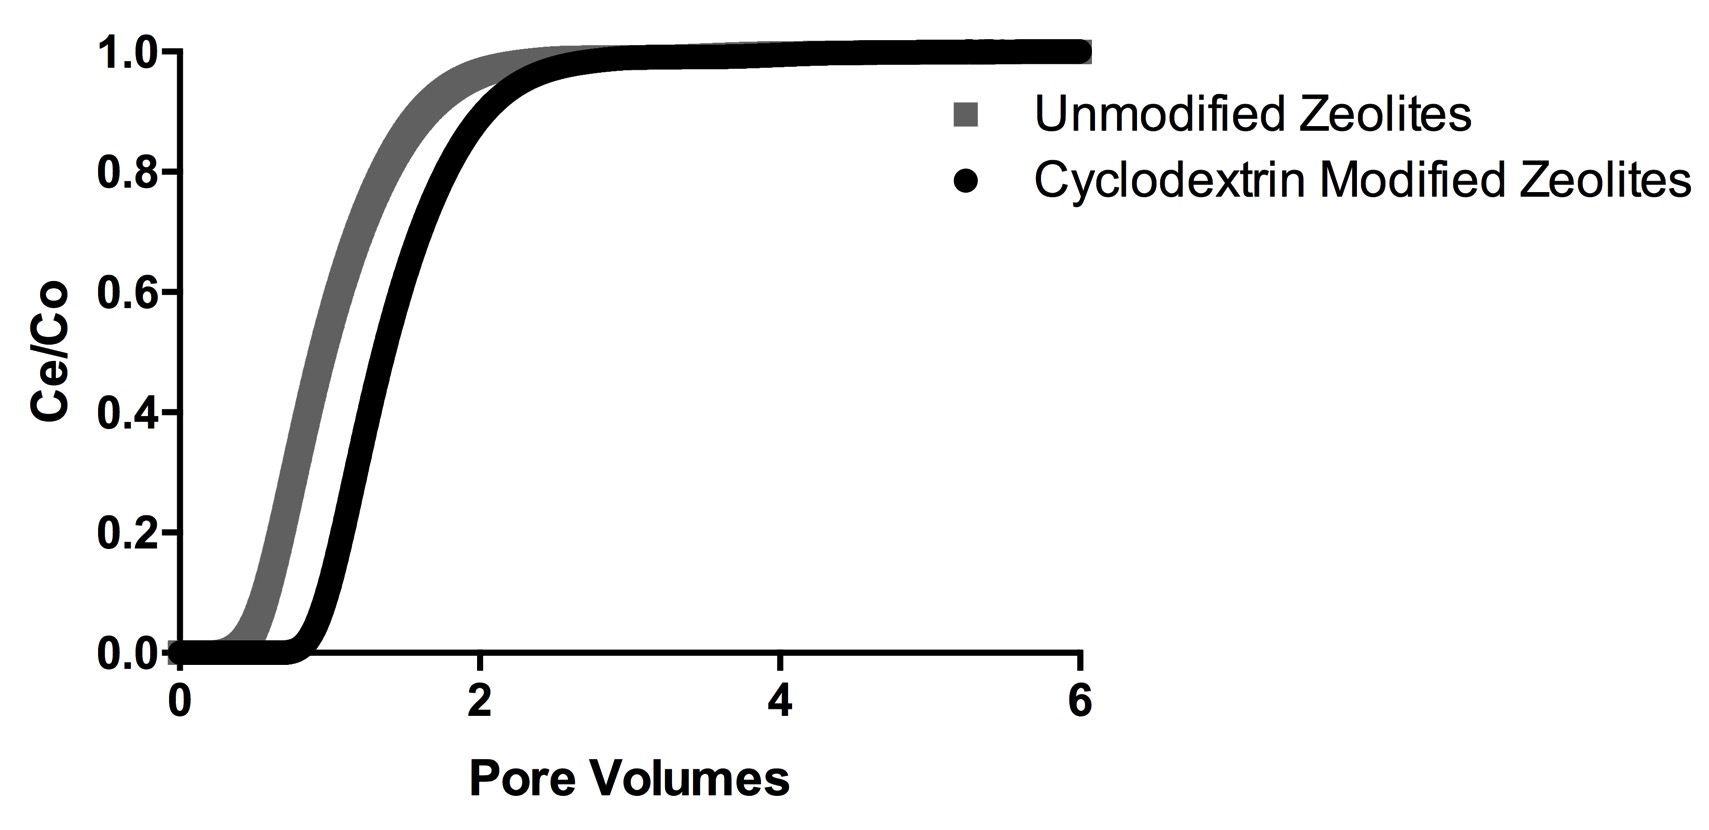 1.0
0.8
0.6
0.4
0.2
0.0
Ce/Co
0 2 4 6
Pore Volumes
Unmodified Zeolites
Cyclodextrin Modified Zeolites